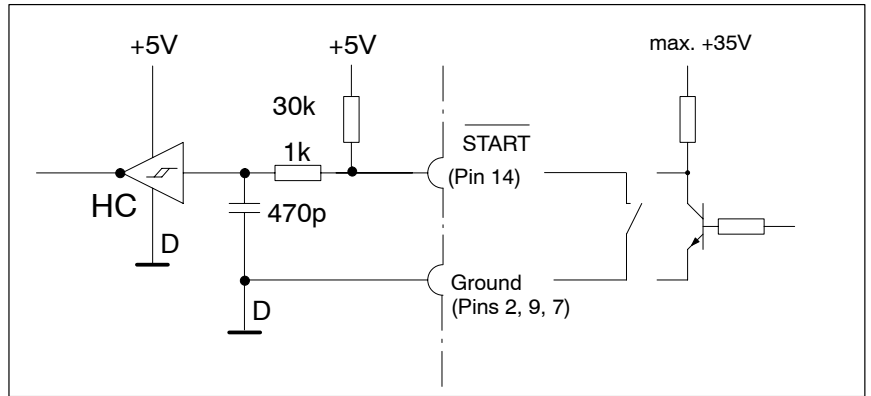 +5V
+5V
max. +35V
30k
START
1k
(Pin 14)
HC
470p
D
Ground
D
(Pins 2, 9, 7)